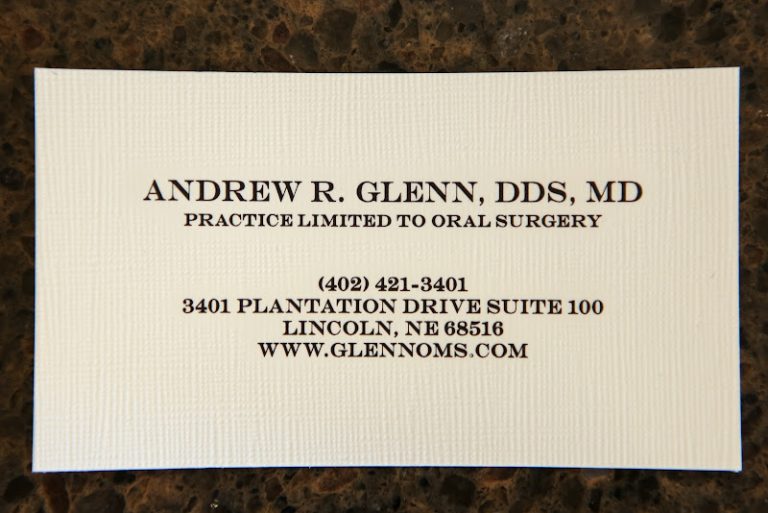 ANDREW R. GLENN, DDS, MD
PRACTICE LIMITED TO ORAL SURGERY
(402) 421-3401
3401 PLANTATION DRIVE SUITE 100
LINCOLN, NE 68516
WWW.GLENNOMS.COM